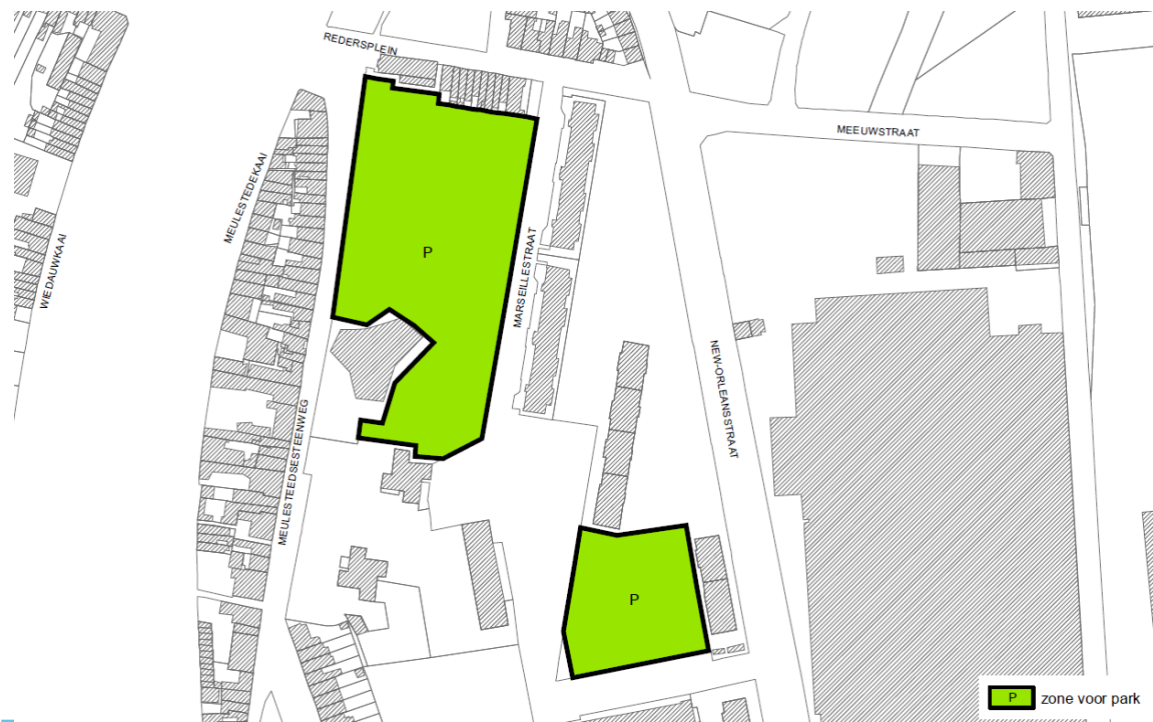 REDERSPLEIN
MEEUWSTRAAT
MEULESTEDEKAAI
WIEDAUWKAAI
P
MARSEILLESTRAAT
NEW-ORLEANSSTRAAT
MEULESTEEDSESTEENWEG
P
P zone voor park